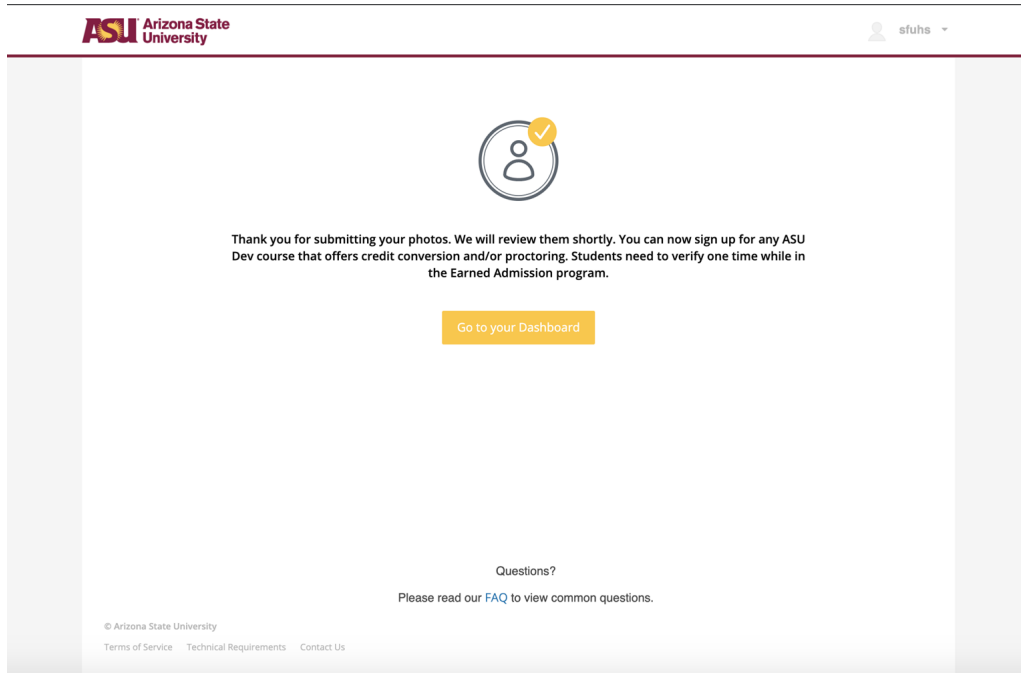 ASU Arizona State
University
sfuhs
Thank you for submitting your photos. We will review them shortly. You can now sign up for any ASU
Dev course that offers credit conversion and/or proctoring. Students need to verify one time while in
the Earned Admission program.
Go to your Dashboard
Questions?
Please read our FAQ to view common questions.
© Arizona State University
Terms of Service Technical Requirements Contact Us